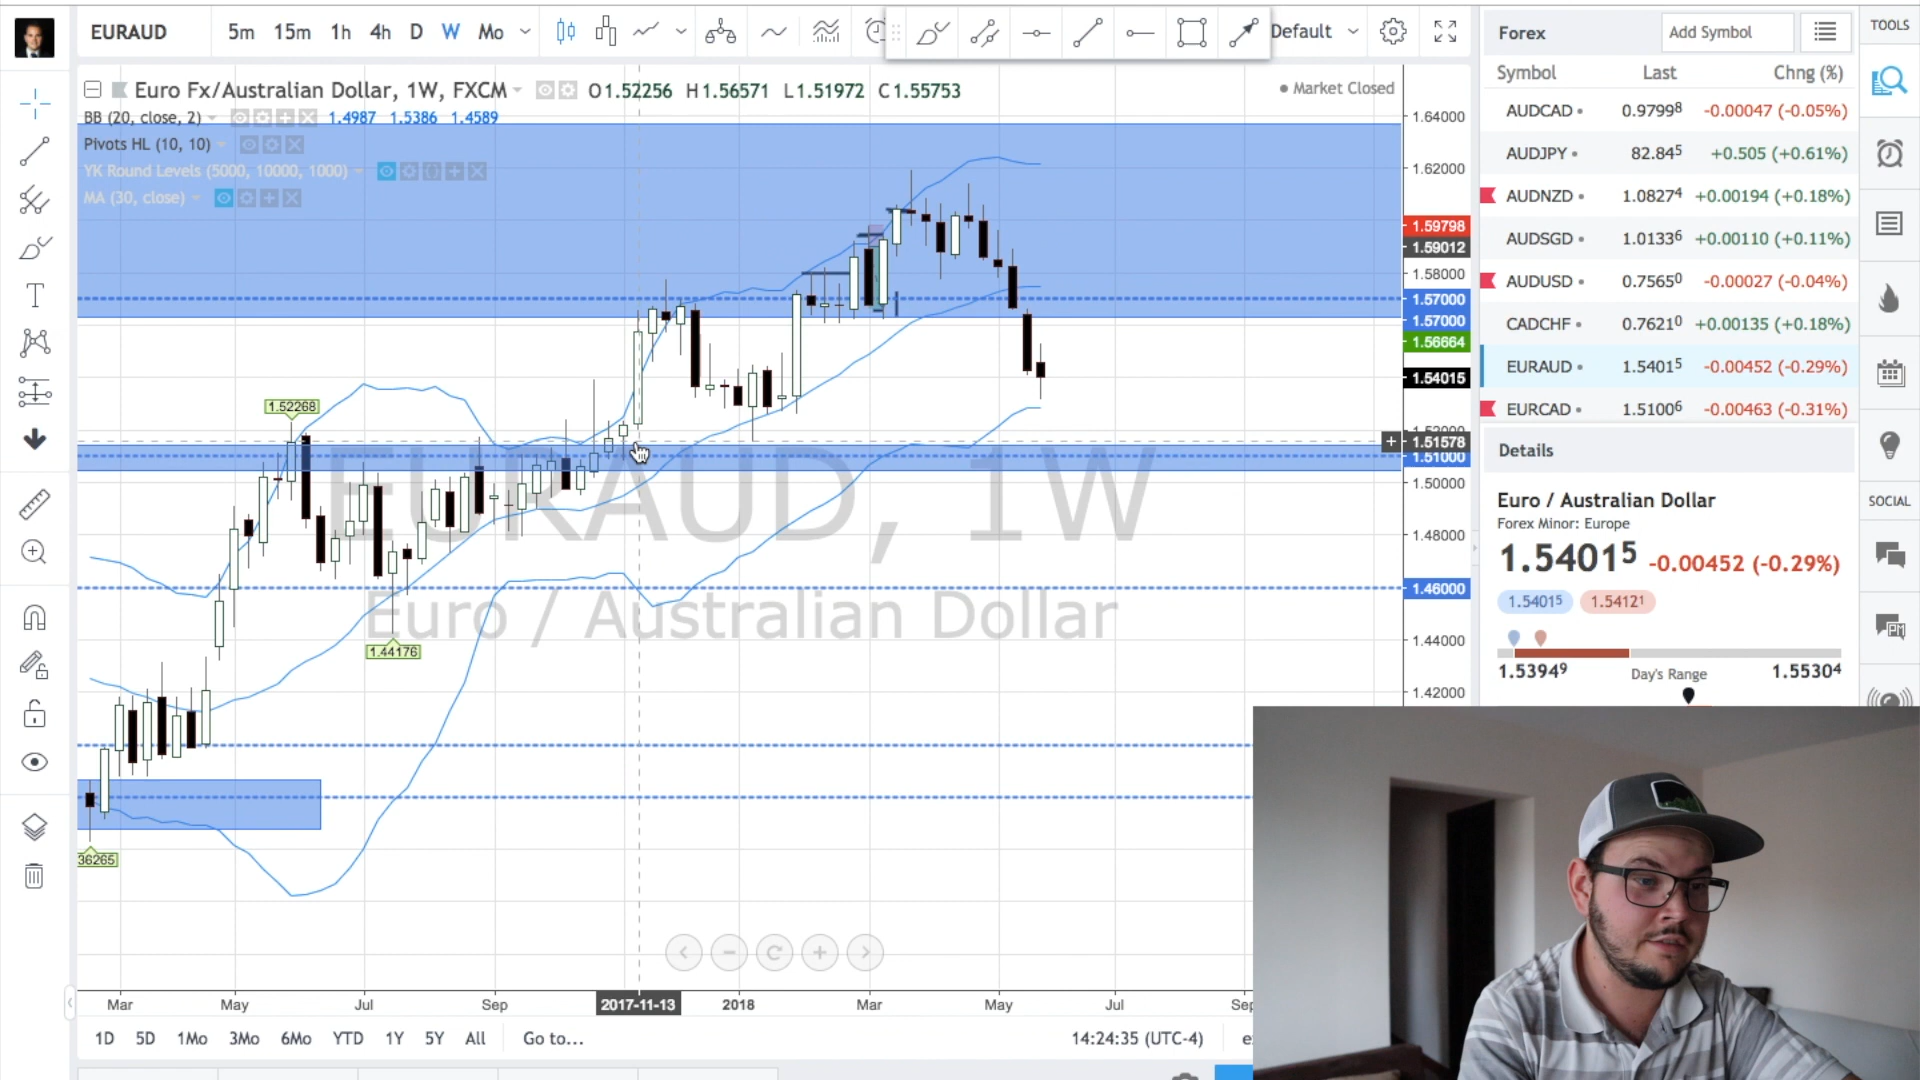 EURAUD 5m 15m 1h 4h D W Mo Default
Euro Fx/Australian Dollar, 1W, FXCM O1.52256 H1.56571 L1.51972 C1.55753
Market Closed
BB (20, close, 2) 1.4987 1.5386 1.4589
Pivots HL (10, 10)
YK Round Levels (5000, 10000, 1000)
MA (30, close)
EURAUD, 1W
Euro / Australian Dollar
1.52268
1.44176
36265
1.64000
1.62000
1.59798
1.59012
1.58000
1.57000
1.57000
1.56664
1.54015
1.52000
1.51578
1.51000
1.50000
1.48000
1.46000
1.44000
1.42000
Mar May Jul Sep 2017-11-13 2018 Mar May Jul Sep
1D 5D 1Mo 3Mo 6Mo YTD 1Y 5Y All Go to...
14:24:35 (UTC-4)
Forex
Add Symbol
Symbol Last Chng (%)
AUDCAD 0.97998 -0.00047 (-0.05%)
AUDJPY 82.845 +0.505 (+0.61%)
AUDNZD 1.08274 +0.00194 (+0.18%)
AUDSGD 1.01336 +0.00110 (+0.11%)
AUDUSD 0.75650 -0.00027 (-0.04%)
CADCHF 0.76210 +0.00135 (+0.18%)
EURAUD 1.54015 -0.00452 (-0.29%)
EURCAD 1.51006 -0.00463 (-0.31%)
Details
Euro / Australian Dollar
Forex Minor: Europe
1.54015 -0.00452 (-0.29%)
1.54015 1.54121
1.53949 Day's Range 1.55304
TOOLS
SOCIAL
PM